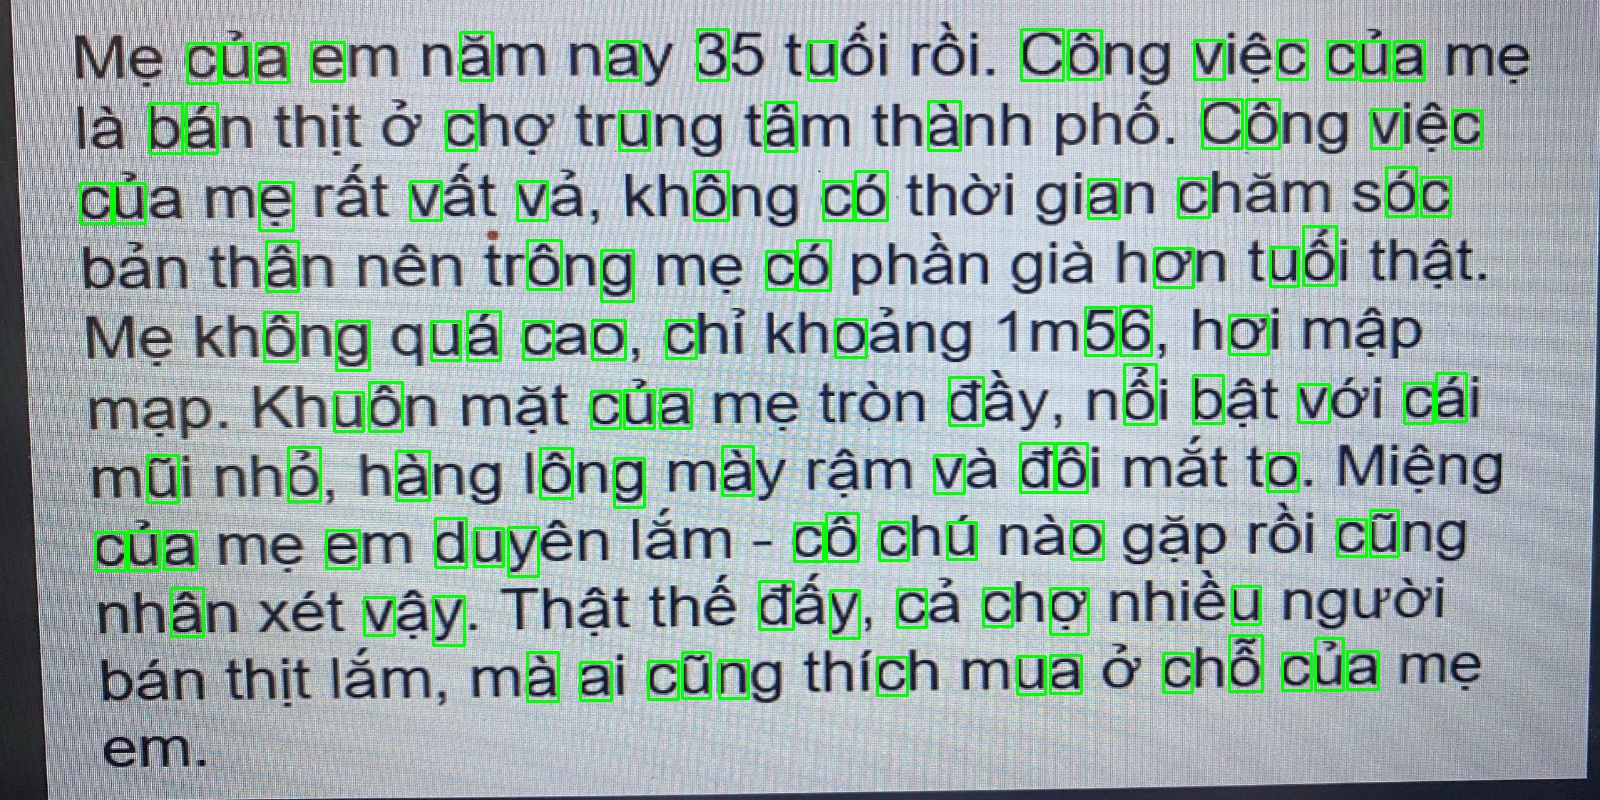 Mẹ của em năm nay 35 tuổi rồi. Công việc của mẹ
là bán thịt ở chợ trung tâm thành phố. Công việc
của mẹ rất vất vả, không có thời gian chăm sóc
bản thân nên trông mẹ có phần già hơn tuổi thật.
Mẹ không quá cao, chỉ khoảng 1m56, hơi mập
mạp. Khuôn mặt của mẹ tròn đầy, nổi bật với cái
mũi nhỏ, hàng lông mày rậm và đôi mắt to. Miệng
của mẹ em duyên lắm - cô chú nào gặp rồi cũng
nhân xét vậy. Thật thế đấy, cả chợ nhiều người
bán thịt lắm, mà ai cũng thích mua ở chỗ của mẹ
em.